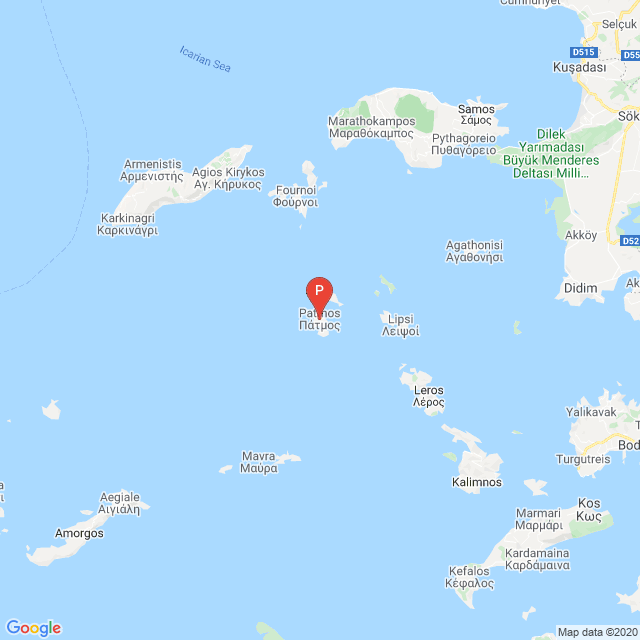 Cumhuriyet
Selçuk
Icarian Sea
D515
D55
Kuşadası
Sök
Samos
Σάμος
Marathokampos
Μαραθόκαμπος
Pythagoreio
Πυθαγόρειο
Dilek
Yarımadası
Büyük Menderes
Deltası Milli...
Armenistis
Αρμενιστής
Agios Kirykos
Αγ. Κήρυκος
Fournoi
Φούρνοι
Karkinagri
Καρκινάγρι
Akköy
D52
Agathonisi
Αγαθονήσι
Didim
Ak
P
Patmos
Πάτμος
Lipsi
Λειψοί
Leros
Λέρος
Yalikavak
T
Bod
Turgutreis
Mavra
Μαύρα
Kalimnos
a
ι
Aegiale
Αιγιάλη
Amorgos
Kos
Κως
Marmari
Μαρμάρι
Kardamaina
Καρδάμαινα
Kefalos
Κέφαλος
Google
Map data ©2020